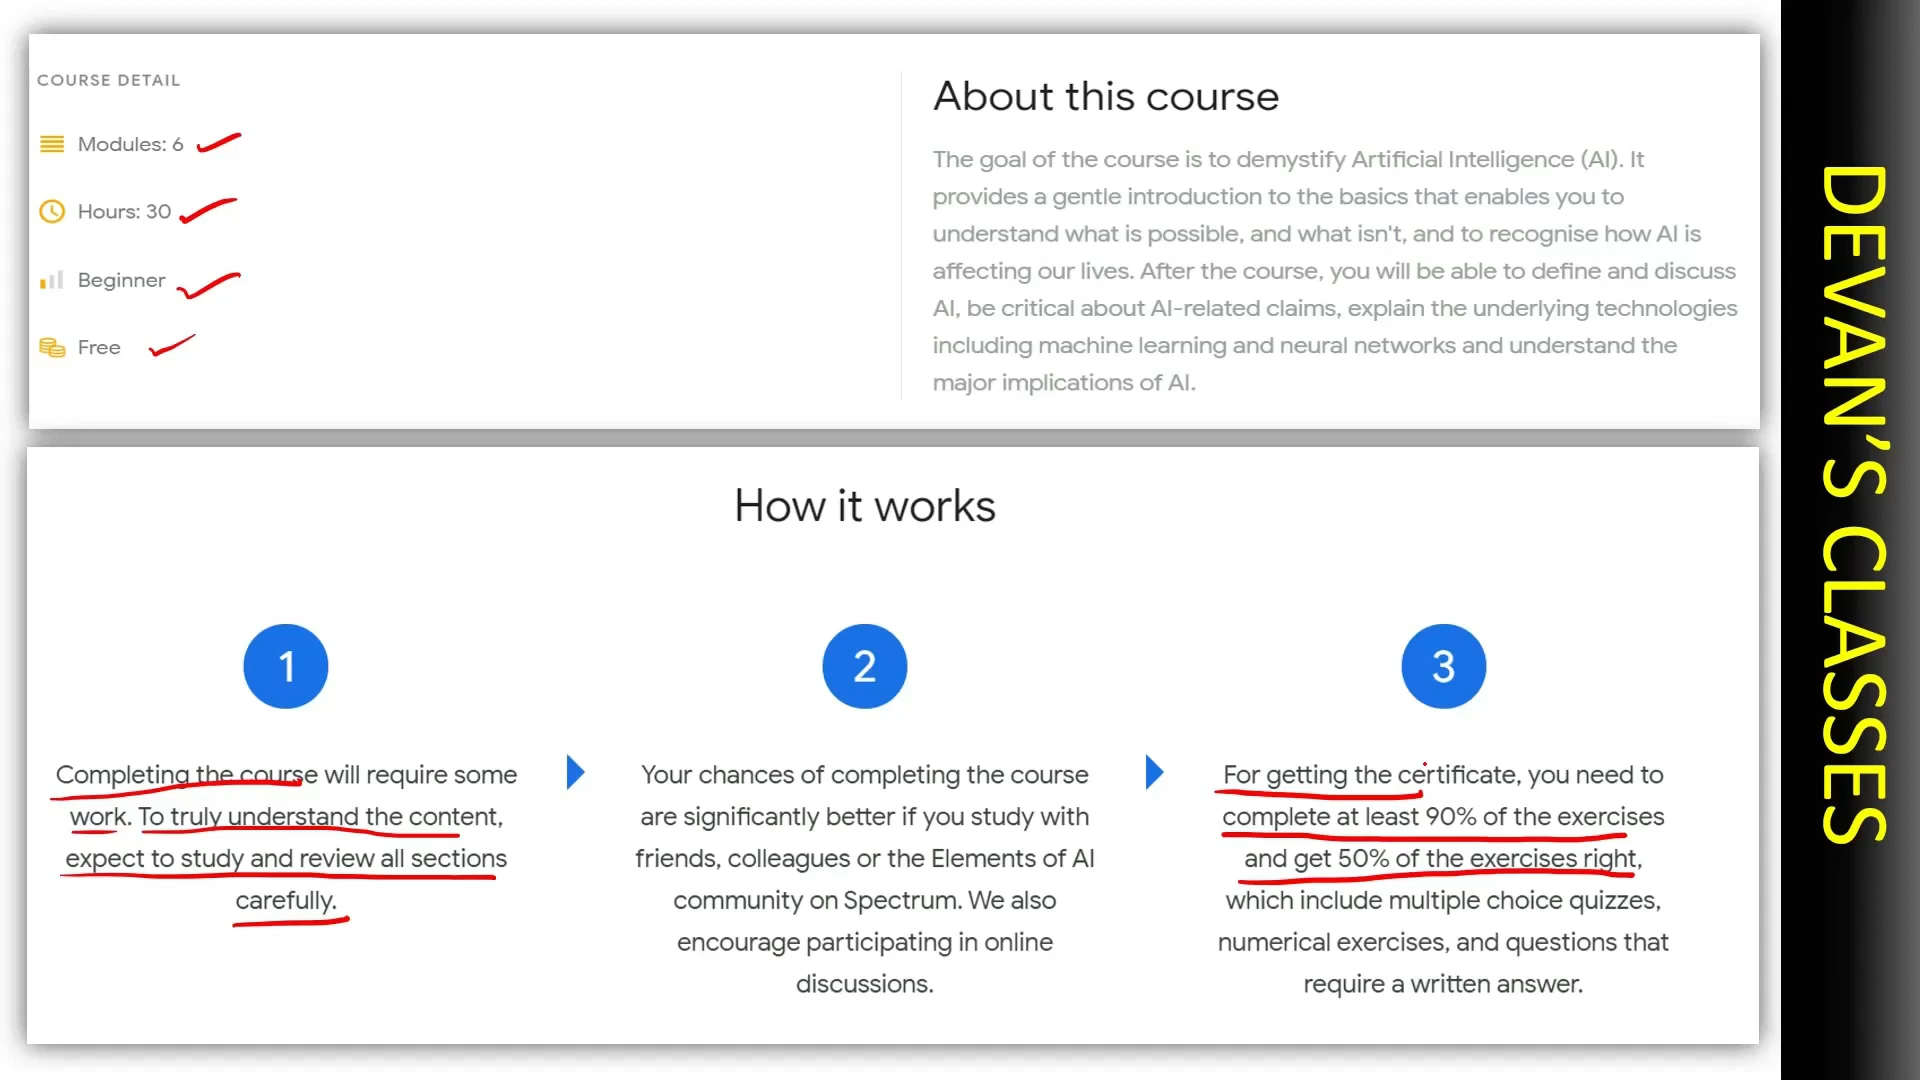 COURSE DETAIL
Modules: 6
Hours: 30
Beginner
Free
About this course
The goal of the course is to demystify Artificial Intelligence (AI). It
provides a gentle introduction to the basics that enables you to
understand what is possible, and what isn't, and to recognise how AI is
affecting our lives. After the course, you will be able to define and discuss
AI, be critical about AI-related claims, explain the underlying technologies
including machine learning and neural networks and understand the
major implications of AI.
How it works
1
Completing the course will require some
work. To truly understand the content,
expect to study and review all sections
carefully.
2
Your chances of completing the course
are significantly better if you study with
friends, colleagues or the Elements of AI
community on Spectrum. We also
encourage participating in online
discussions.
3
For getting the certificate, you need to
complete at least 90% of the exercises
and get 50% of the exercises right,
which include multiple choice quizzes,
numerical exercises, and questions that
require a written answer.
DEVAN'S CLASSES